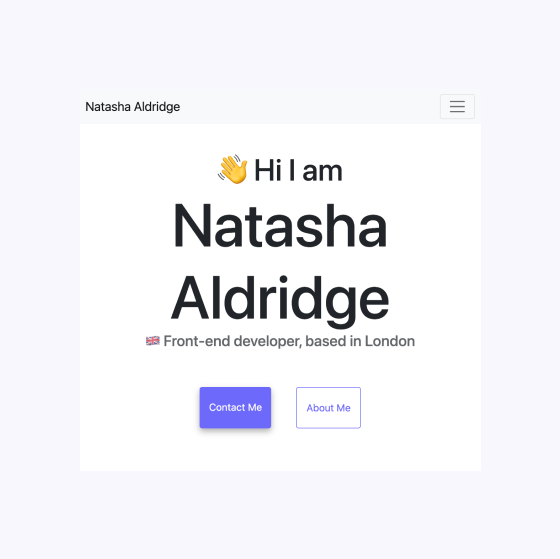 Natasha Aldridge
👋 Hi I am
Natasha
Aldridge
🇬🇧 Front-end developer, based in London
Contact Me
About Me